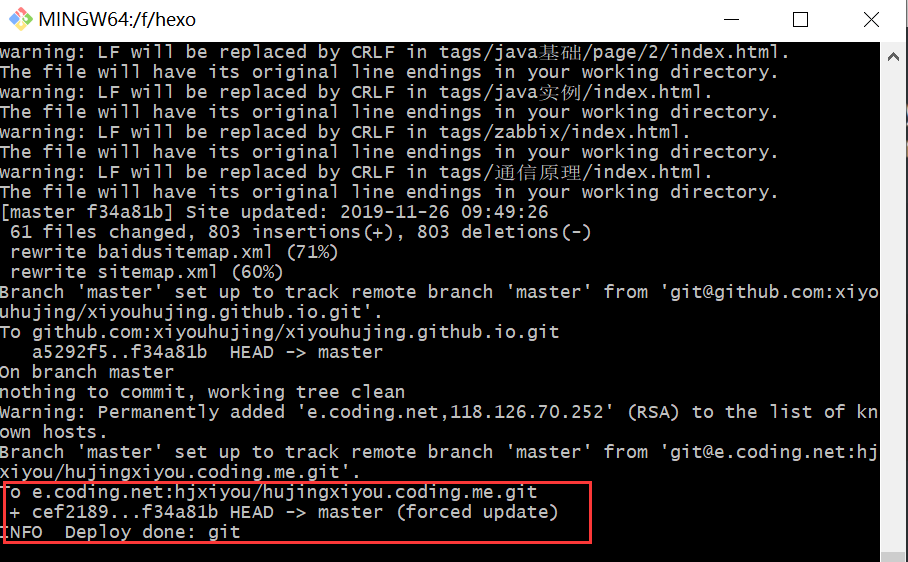 MINGW64:/f/hexo
warning: LF will be replaced by CRLF in tags/java基础/page/2/index.html.
The file will have its original line endings in your working directory.
warning: LF will be replaced by CRLF in tags/java实例/index.html.
The file will have its original line endings in your working directory.
warning: LF will be replaced by CRLF in tags/zabbix/index.html.
The file will have its original line endings in your working directory.
warning: LF will be replaced by CRLF in tags/通信原理/index.html.
The file will have its original line endings in your working directory.
[master f34a81b] Site updated: 2019-11-26 09:49:26
 61 files changed, 803 insertions(+), 803 deletions(-)
 rewrite baidusitemap.xml (71%)
 rewrite sitemap.xml (60%)
Branch 'master' set up to track remote branch 'master' from 'git@github.com:xiyo
uhujing/xiyouhujing.github.io.git'.
To github.com:xiyouhujing/xiyouhujing.github.io.git
   a5292f5..f34a81b  HEAD -> master
On branch master
nothing to commit, working tree clean
Warning: Permanently added 'e.coding.net,118.126.70.252' (RSA) to the list of kn
own hosts.
Branch 'master' set up to track remote branch 'master' from 'git@e.coding.net:hj
xiyou/hujingxiyou.coding.me.git'.
To e.coding.net:hjxiyou/hujingxiyou.coding.me.git
 + cef2189...f34a81b HEAD -> master (forced update)
INFO  Deploy done: git